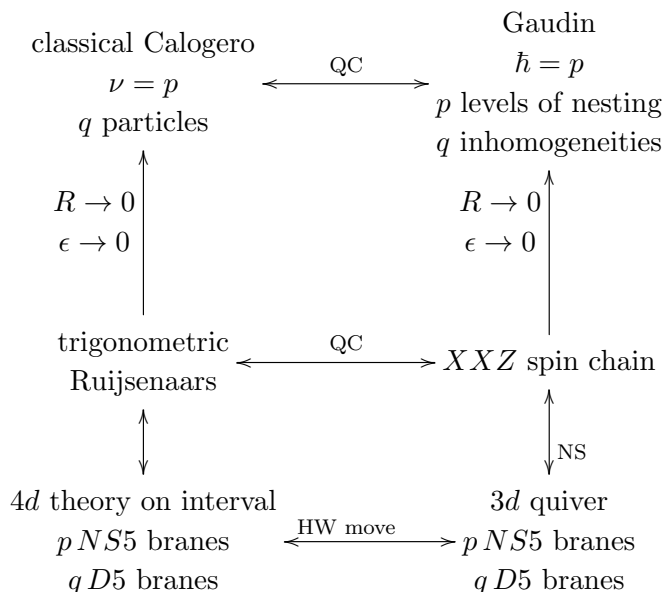 classical Calogero
ν = p
q particles
QC
Gaudin
ℏ = p
p levels of nesting
q inhomogeneities
R → 0
ϵ → 0
R → 0
ϵ → 0
trigonometric
Ruijsenaars
QC
XXZ spin chain
NS
4d theory on interval
p NS5 branes
q D5 branes
HW move
3d quiver
p NS5 branes
q D5 branes